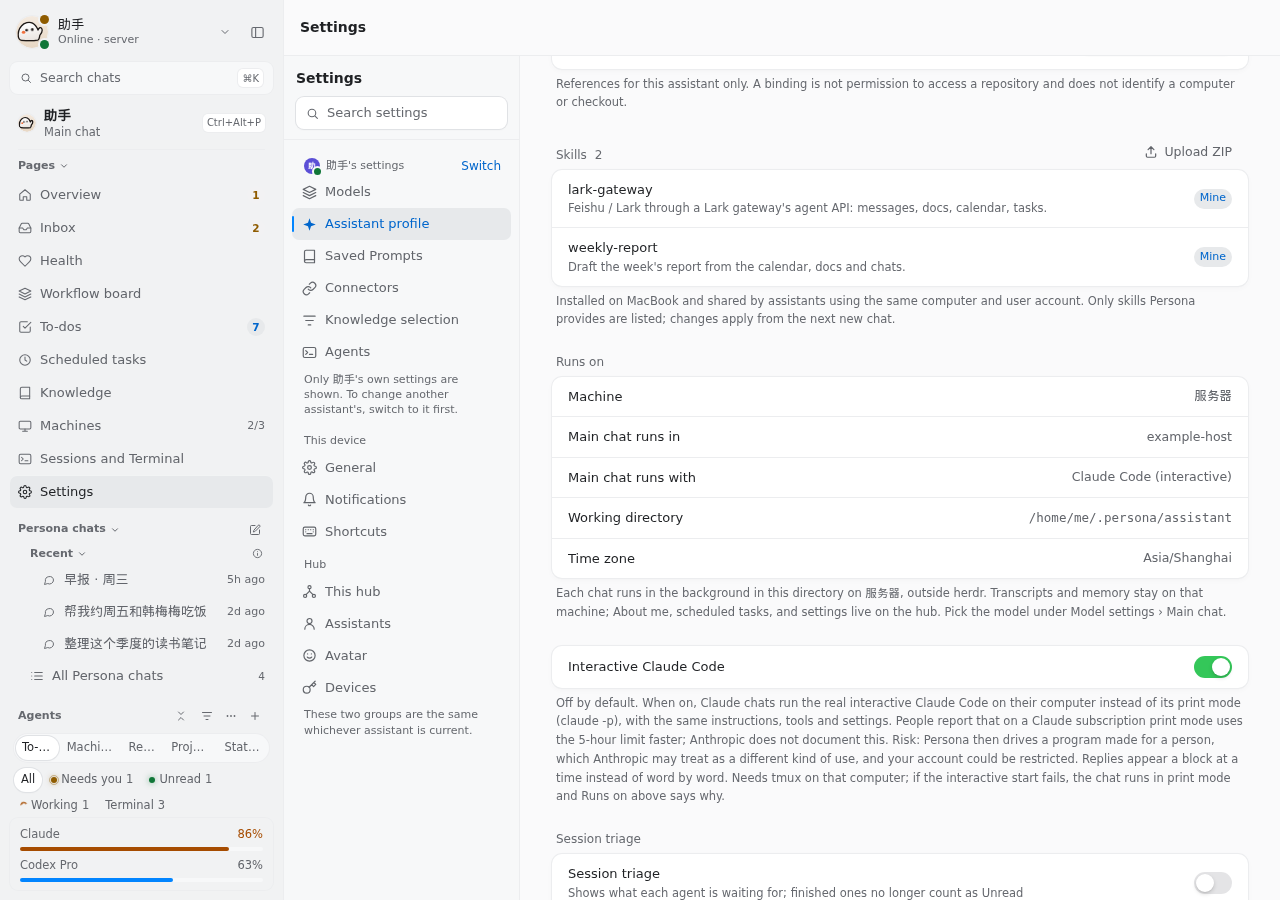 助手
Online · server
Search chats
⌘K
助手
Main chat
Ctrl+Alt+P
Pages
Overview 1
Inbox 2
Health
Workflow board
To-dos 7
Scheduled tasks
Knowledge
Machines 2/3
Sessions and Terminal
Settings
Persona chats
Recent
早报 · 周三 5h ago
帮我约周五和韩梅梅吃饭 2d ago
整理这个季度的读书笔记 2d ago
All Persona chats 4
Agents
To-… Machi… Re… Proj… Stat…
All Needs you 1 Unread 1
Working 1 Terminal 3
Claude 86%
Codex Pro 63%
Settings
Settings
Search settings
助手's settings Switch
Models
Assistant profile
Saved Prompts
Connectors
Knowledge selection
Agents
Only 助手's own settings are
shown. To change another
assistant's, switch to it first.
This device
General
Notifications
Shortcuts
Hub
This hub
Assistants
Avatar
Devices
These two groups are the same
whichever assistant is current.
References for this assistant only. A binding is not permission to access a repository and does not identify a computer
or checkout.
Skills 2
Upload ZIP
lark-gateway
Feishu / Lark through a Lark gateway's agent API: messages, docs, calendar, tasks.
Mine
weekly-report
Draft the week's report from the calendar, docs and chats.
Mine
Installed on MacBook and shared by assistants using the same computer and user account. Only skills Persona
provides are listed; changes apply from the next new chat.
Runs on
Machine 服务器
Main chat runs in example-host
Main chat runs with Claude Code (interactive)
Working directory /home/me/.persona/assistant
Time zone Asia/Shanghai
Each chat runs in the background in this directory on 服务器, outside herdr. Transcripts and memory stay on that
machine; About me, scheduled tasks, and settings live on the hub. Pick the model under Model settings › Main chat.
Interactive Claude Code
Off by default. When on, Claude chats run the real interactive Claude Code on their computer instead of its print mode
(claude -p), with the same instructions, tools and settings. People report that on a Claude subscription print mode uses
the 5-hour limit faster; Anthropic does not document this. Risk: Persona then drives a program made for a person,
which Anthropic may treat as a different kind of use, and your account could be restricted. Replies appear a block at a
time instead of word by word. Needs tmux on that computer; if the interactive start fails, the chat runs in print mode
and Runs on above says why.
Session triage
Session triage
Shows what each agent is waiting for; finished ones no longer count as Unread